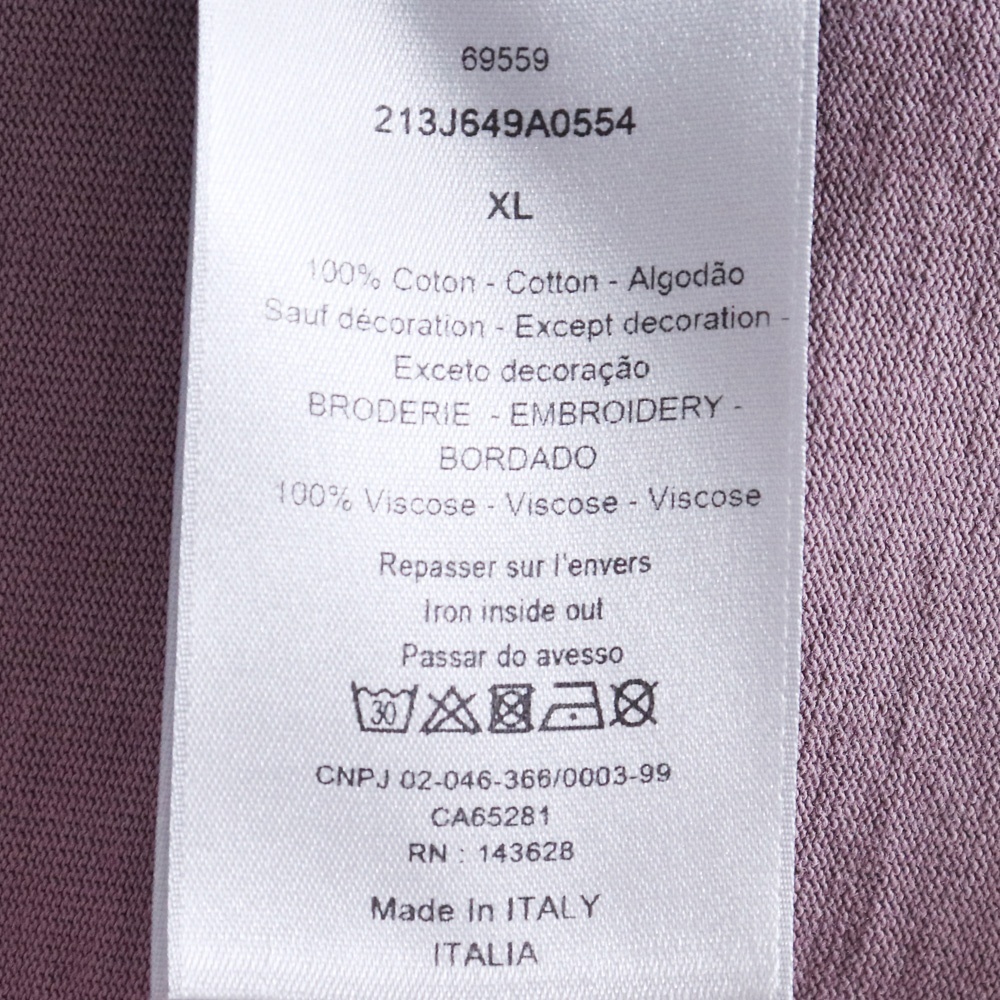 69559
213J649A0554
XL
100% Coton - Cotton - Algodão
Sauf décoration - Except decoration -
Exceto decoração
BRODERIE - EMBROIDERY -
BORDADO
100% Viscose - Viscose - Viscose
Repasser sur l'envers
Iron inside out
Passar do avesso
30
CNPJ 02-046-366/0003-99
CA65281
RN : 143628
Made in ITALY
ITALIA